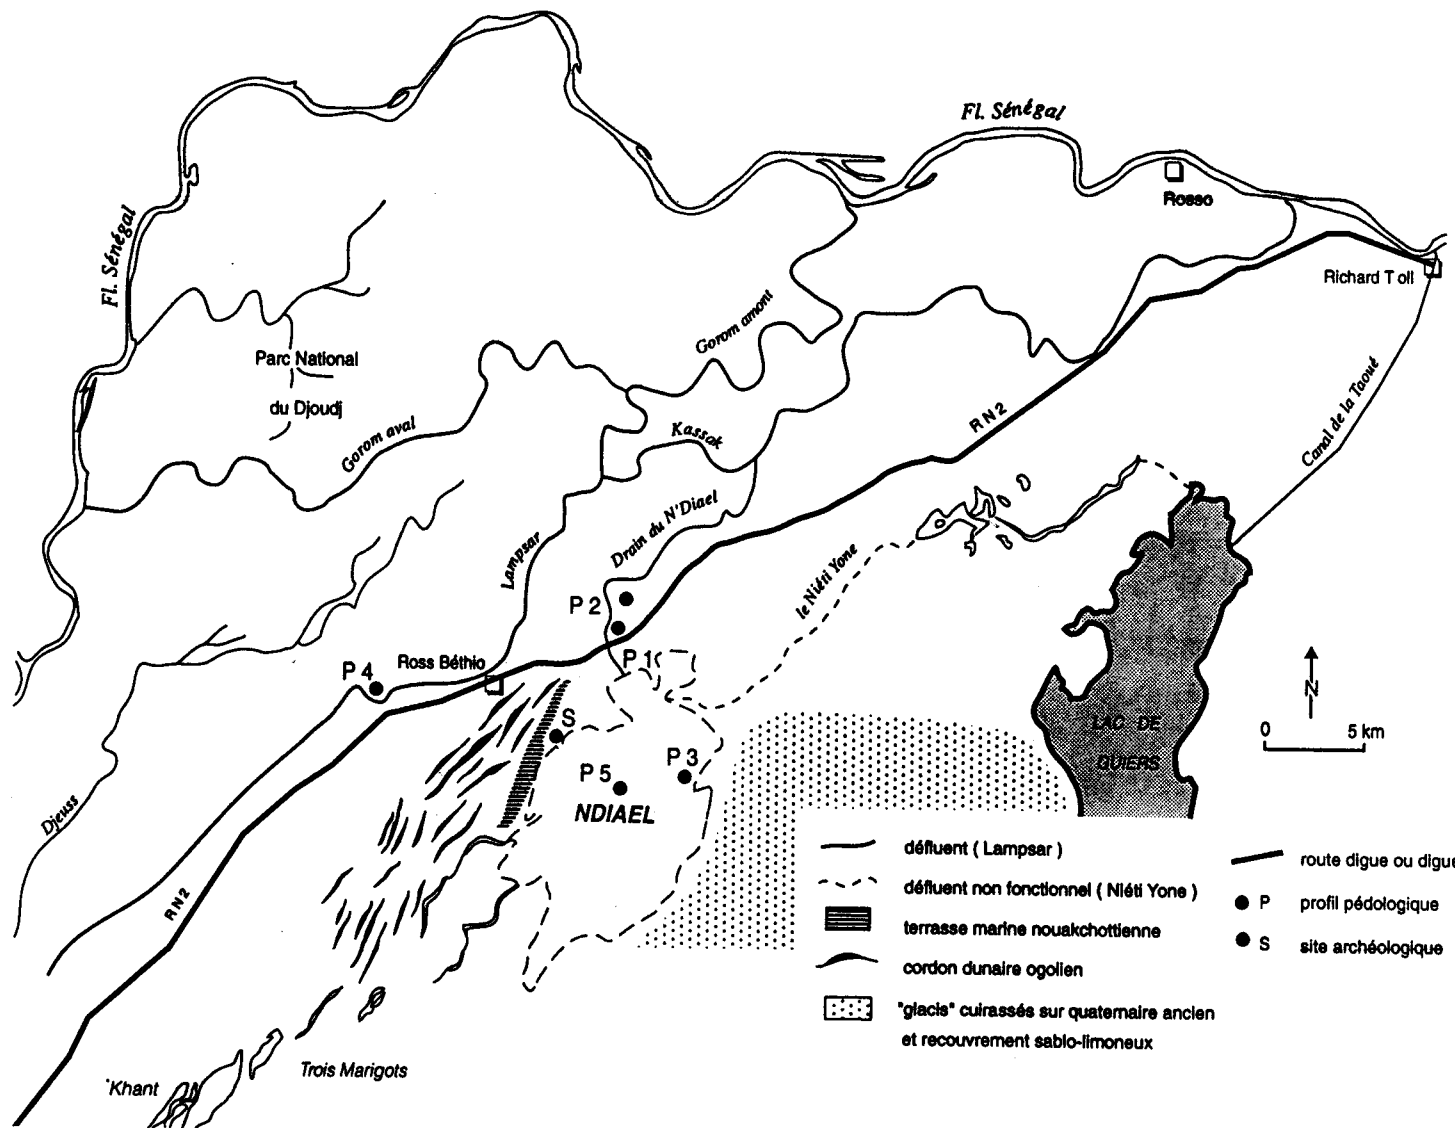 Fl. Sénégal
Rosso
Fl. Sénégal
Richard Toll
Gorom amont
Parc National
du Djoudj
Canal de la Taoué
Gorom aval
Kassak
RN2
Drain du N'Diael
Lampsar
le Niéti Yone
P 2
P 1
Ross Béthio
P 4
N
S
LAC DE
GUIERS
0 5 km
P 3
P 5
NDIAEL
Djeuss
RN2
défluent ( Lampsar )
défluent non fonctionnel ( Niéti Yone )
terrasse marine nouakchottienne
cordon dunaire ogolien
"glacis" cuirassés sur quaternaire ancien
et recouvrement sablo-limoneux
route digue ou digue
P profil pédologique
S site archéologique
Trois Marigots
'Khant